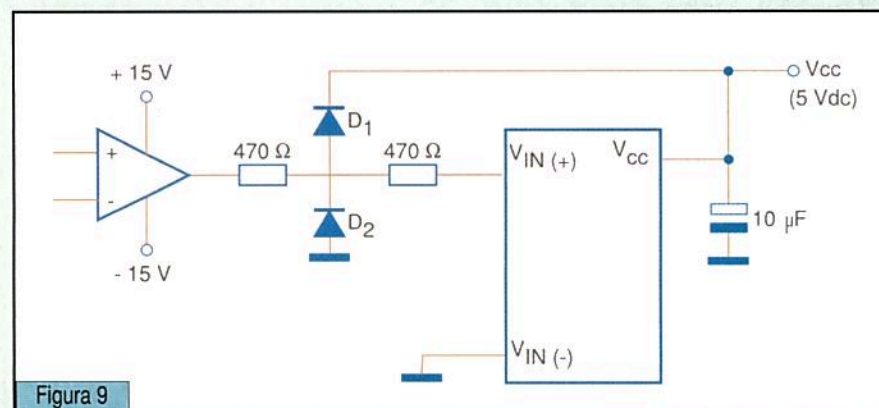 + 15 V
Vcc
(5 Vdc)
D1
470 Ω
470 Ω
+
-
VIN (+)
VCC
D2
10 µF
- 15 V
VIN (-)
Figura 9